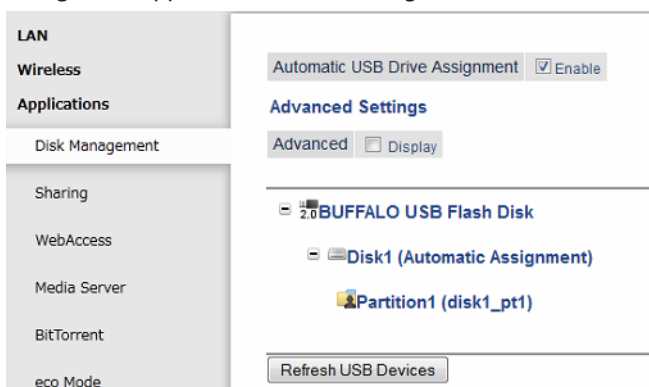 LAN
Wireless
Applications
Disk Management
Sharing
WebAccess
Media Server
BitTorrent
eco Mode
Automatic USB Drive Assignment Enable
Advanced Settings
Advanced Display
2.0 BUFFALO USB Flash Disk
Disk1 (Automatic Assignment)
Partition1 (disk1_pt1)
Refresh USB Devices